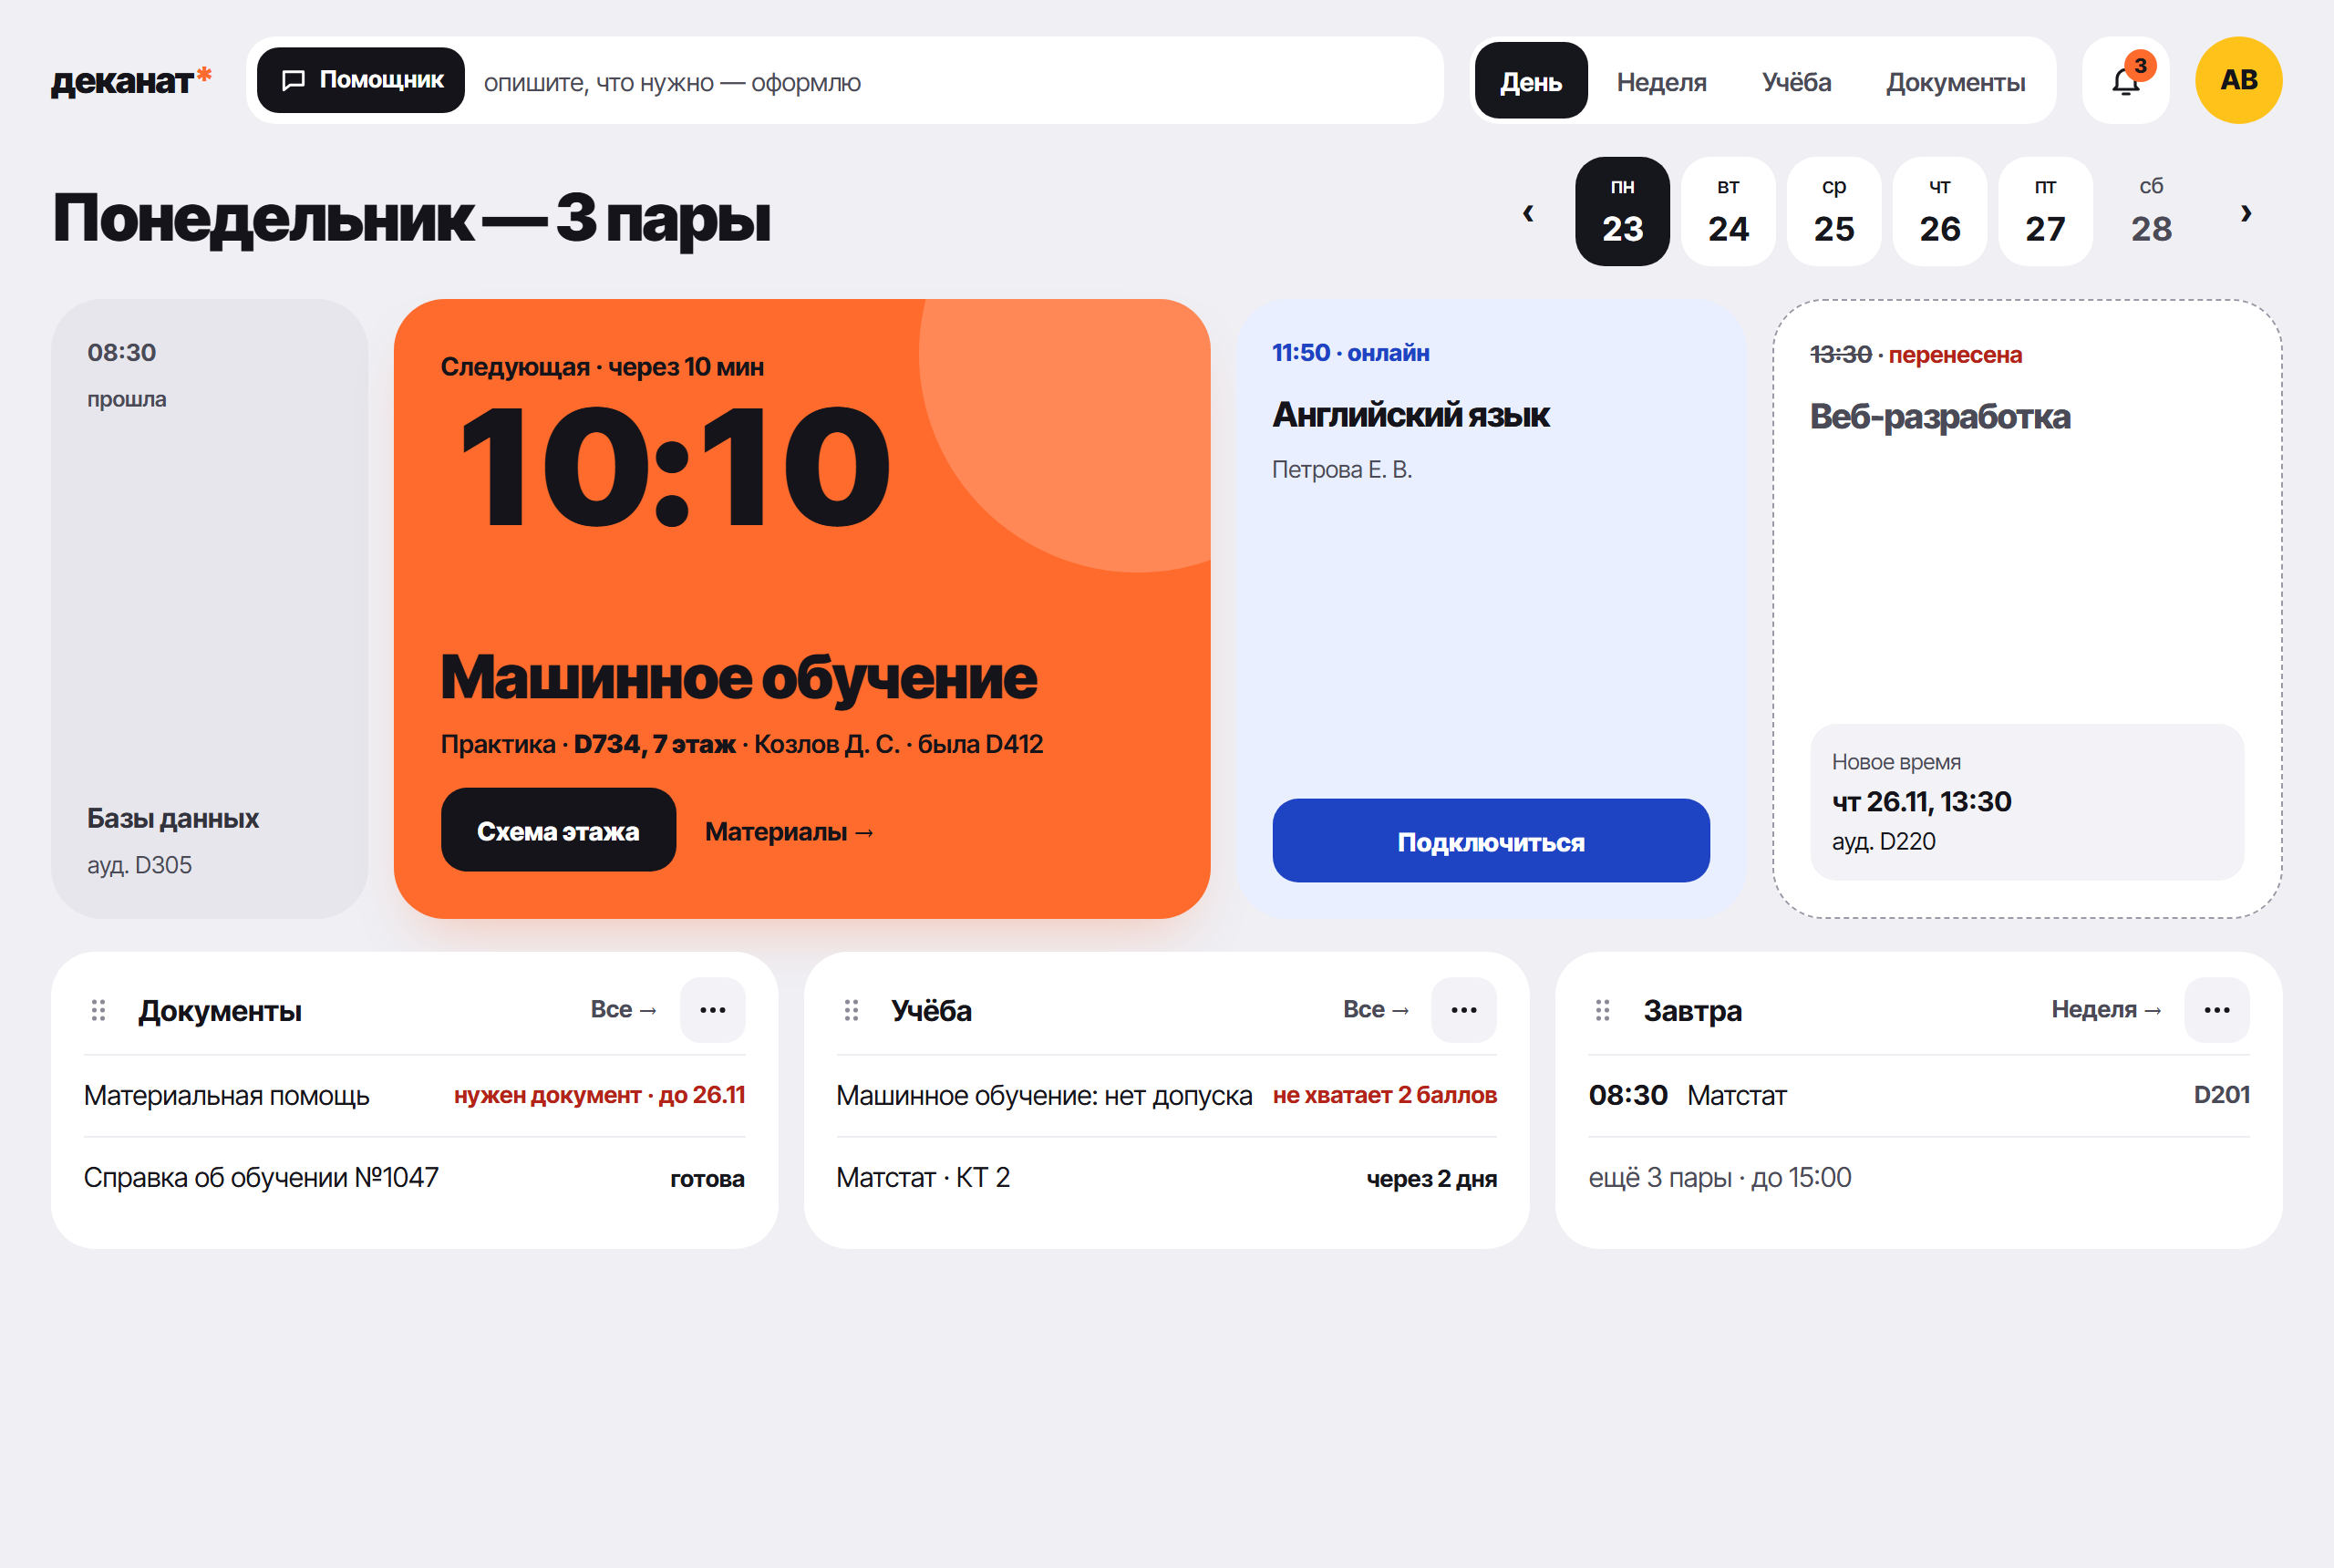 деканат*
Помощник опишите, что нужно — оформлю
День Неделя Учёба Документы
3
АВ
Понедельник — 3 пары
‹ пн 23 вт 24 ср 25 чт 26 пт 27 сб 28 ›
08:30
прошла
Базы данных
ауд. D305
Следующая · через 10 мин
10:10
Машинное обучение
Практика · D734, 7 этаж · Козлов Д. С. · была D412
Схема этажа Материалы →
11:50 · онлайн
Английский язык
Петрова Е. В.
Подключиться
13:30 · перенесена
Веб-разработка
Новое время
чт 26.11, 13:30
ауд. D220
Документы Все →
Материальная помощь нужен документ · до 26.11
Справка об обучении №1047 готова
Учёба Все →
Машинное обучение: нет допуска не хватает 2 баллов
Матстат · КТ 2 через 2 дня
Завтра Неделя →
08:30 Матстат D201
ещё 3 пары · до 15:00